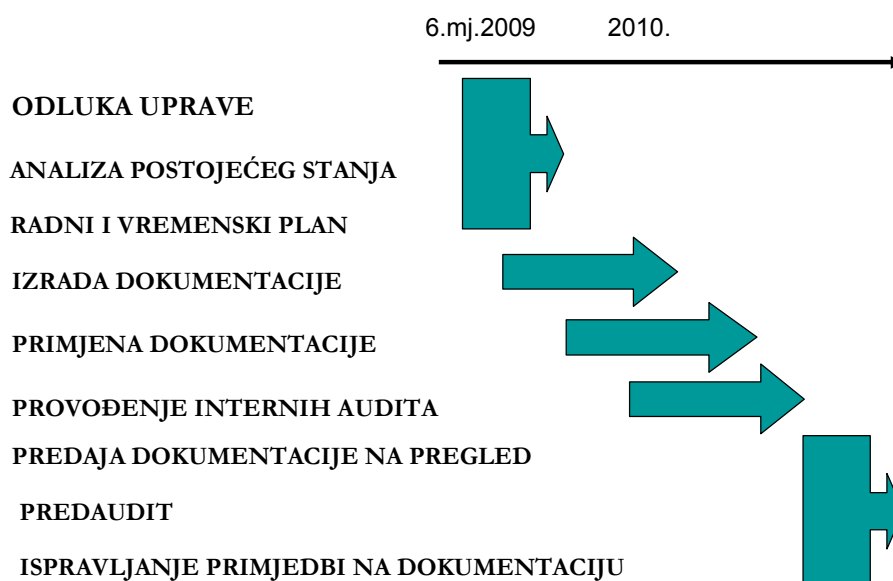 6.mj.2009 2010.
ODLUKA UPRAVE
ANALIZA POSTOJEĆEG STANJA
RADNI I VREMENSKI PLAN
IZRADA DOKUMENTACIJE
PRIMJENA DOKUMENTACIJE
PROVOĐENJE INTERNIH AUDITA
PREDAJA DOKUMENTACIJE NA PREGLED
PREDAUDIT
ISPRAVLJANJE PRIMJEDBI NA DOKUMENTACIJU